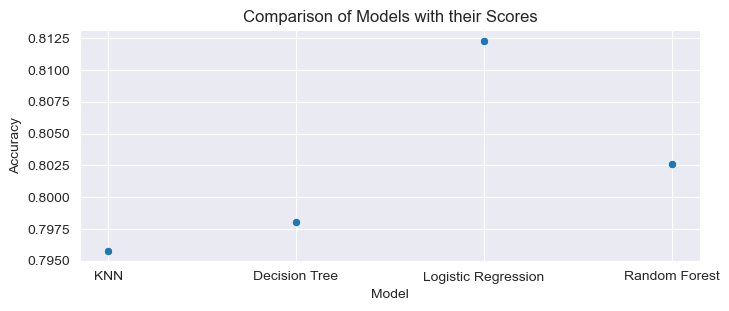 Comparison of Models with their Scores
0.8125
0.8100
0.8075
0.8050
0.8025
0.8000
0.7975
0.7950
Accuracy
KNN Decision Tree Logistic Regression Random Forest
Model